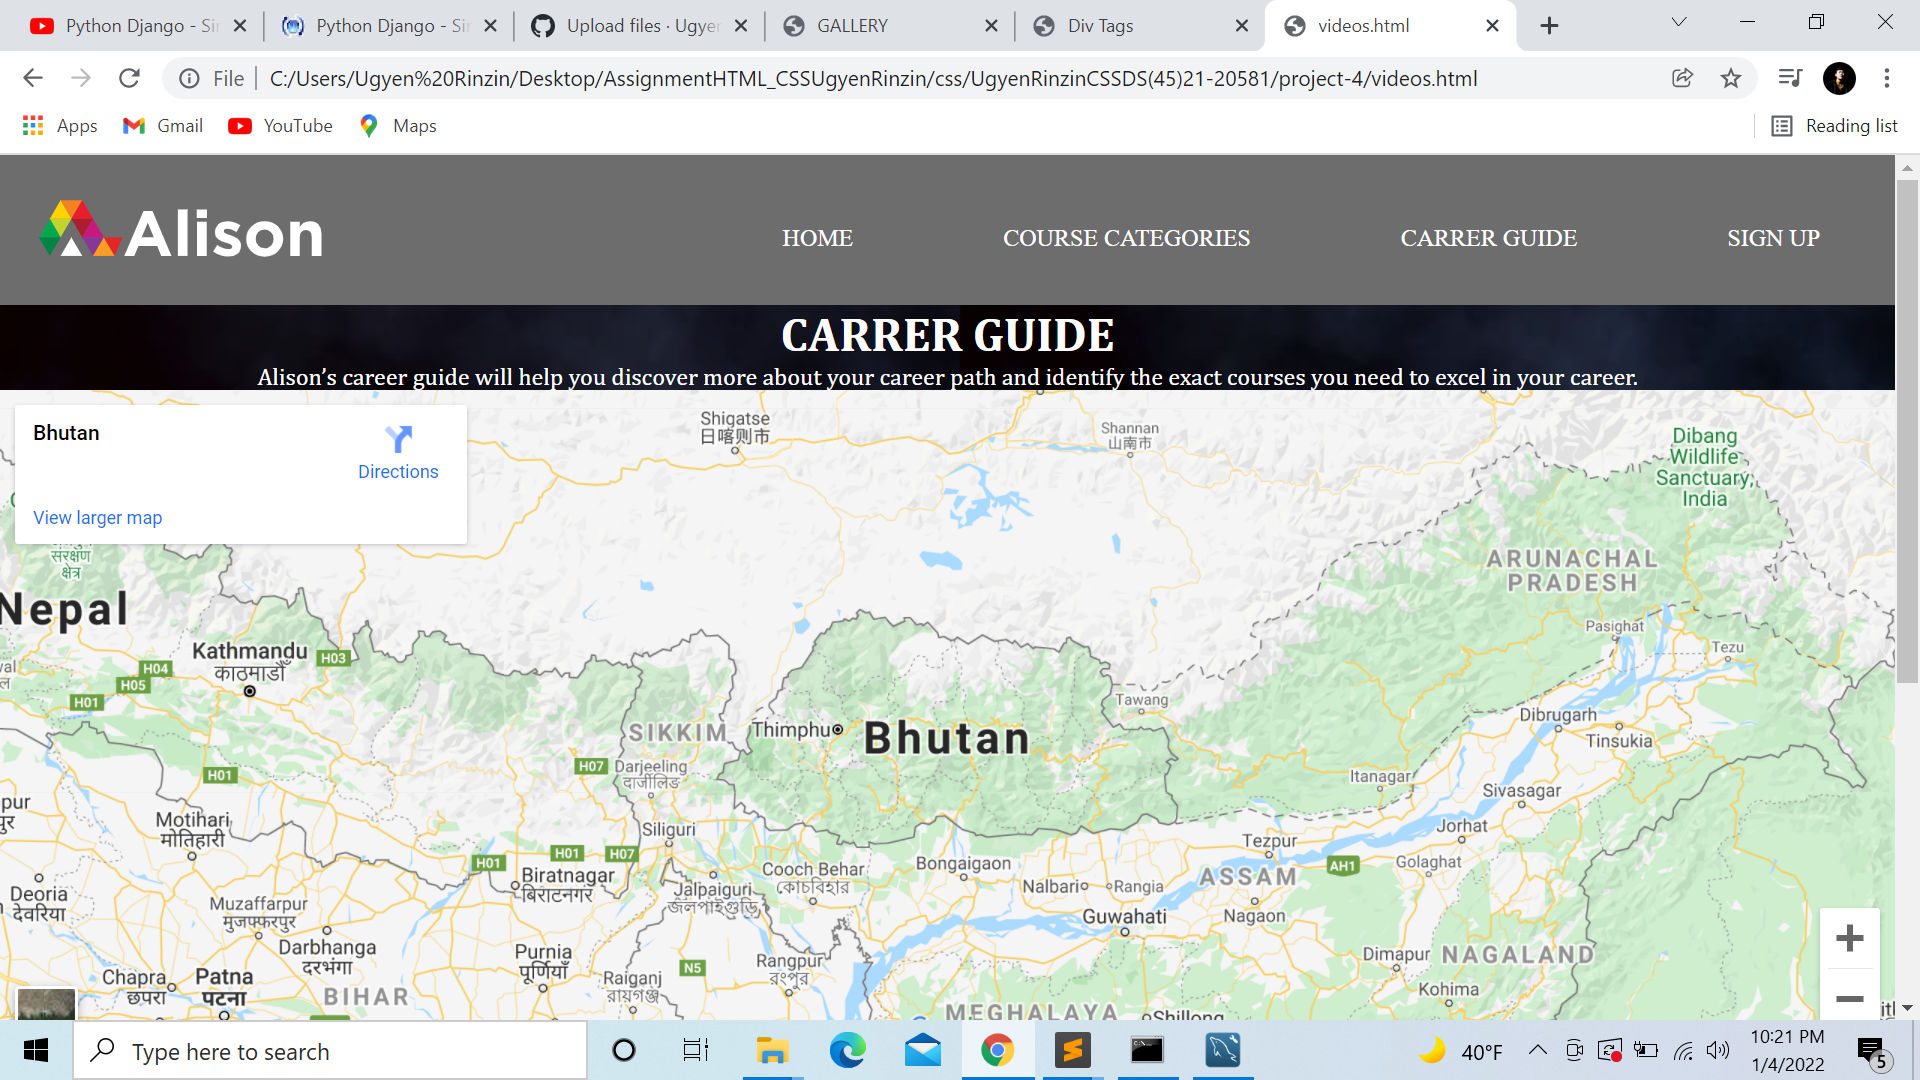 Python Django - Sir
Python Django - Sir
Upload files · Ugyer
GALLERY
Div Tags
videos.html
File
C:/Users/Ugyen%20Rinzin/Desktop/AssignmentHTML_CSSUgyenRinzin/css/UgyenRinzinCSSDS(45)21-20581/project-4/videos.html
Apps
Gmail
YouTube
Maps
Reading list
Alison
HOME
COURSE CATEGORIES
CARRER GUIDE
SIGN UP
CARRER GUIDE
Alison’s career guide will help you discover more about your career path and identify the exact courses you need to excel in your career.
Bhutan
Directions
View larger map
Shigatse
日喀则市
Shannan
山南市
Dibang
Wildlife
Sanctuary,
India
संरक्षण
क्षेत्र
ARUNACHAL
PRADESH
Nepal
Pasighat
Tezu
Kathmandu
काठमाडौँ
H03
H04
H05
H01
Tawang
SIKKIM
Thimphu
Bhutan
Dibrugarh
Tinsukia
H07
Darjeeling
दार्जीलिङ
H01
Itanagar
Sivasagar
Motihari
मोतिहारी
Siliguri
Jorhat
Tezpur
H01
H01
H07
Biratnagar
बिराटनगर
Cooch Behar
কোচবিহার
Bongaigaon
AH1
Golaghat
ASSAM
Deoria
देवरिया
Jalpaiguri
জলপাইগুড়ি
Nalbari
Rangia
Muzaffarpur
मुजफ्फरपुर
Guwahati
Nagaon
Darbhanga
दरभंगा
Purnia
पूर्णियाँ
Rangpur
রংপুর
Dimapur
NAGALAND
N5
Chapra
छपरा
Patna
पटना
BIHAR
Raiganj
রায়গঞ্জ
Kohima
MEGHALAYA
Shillong
Type here to search
40°F
10:21 PM
1/4/2022
5